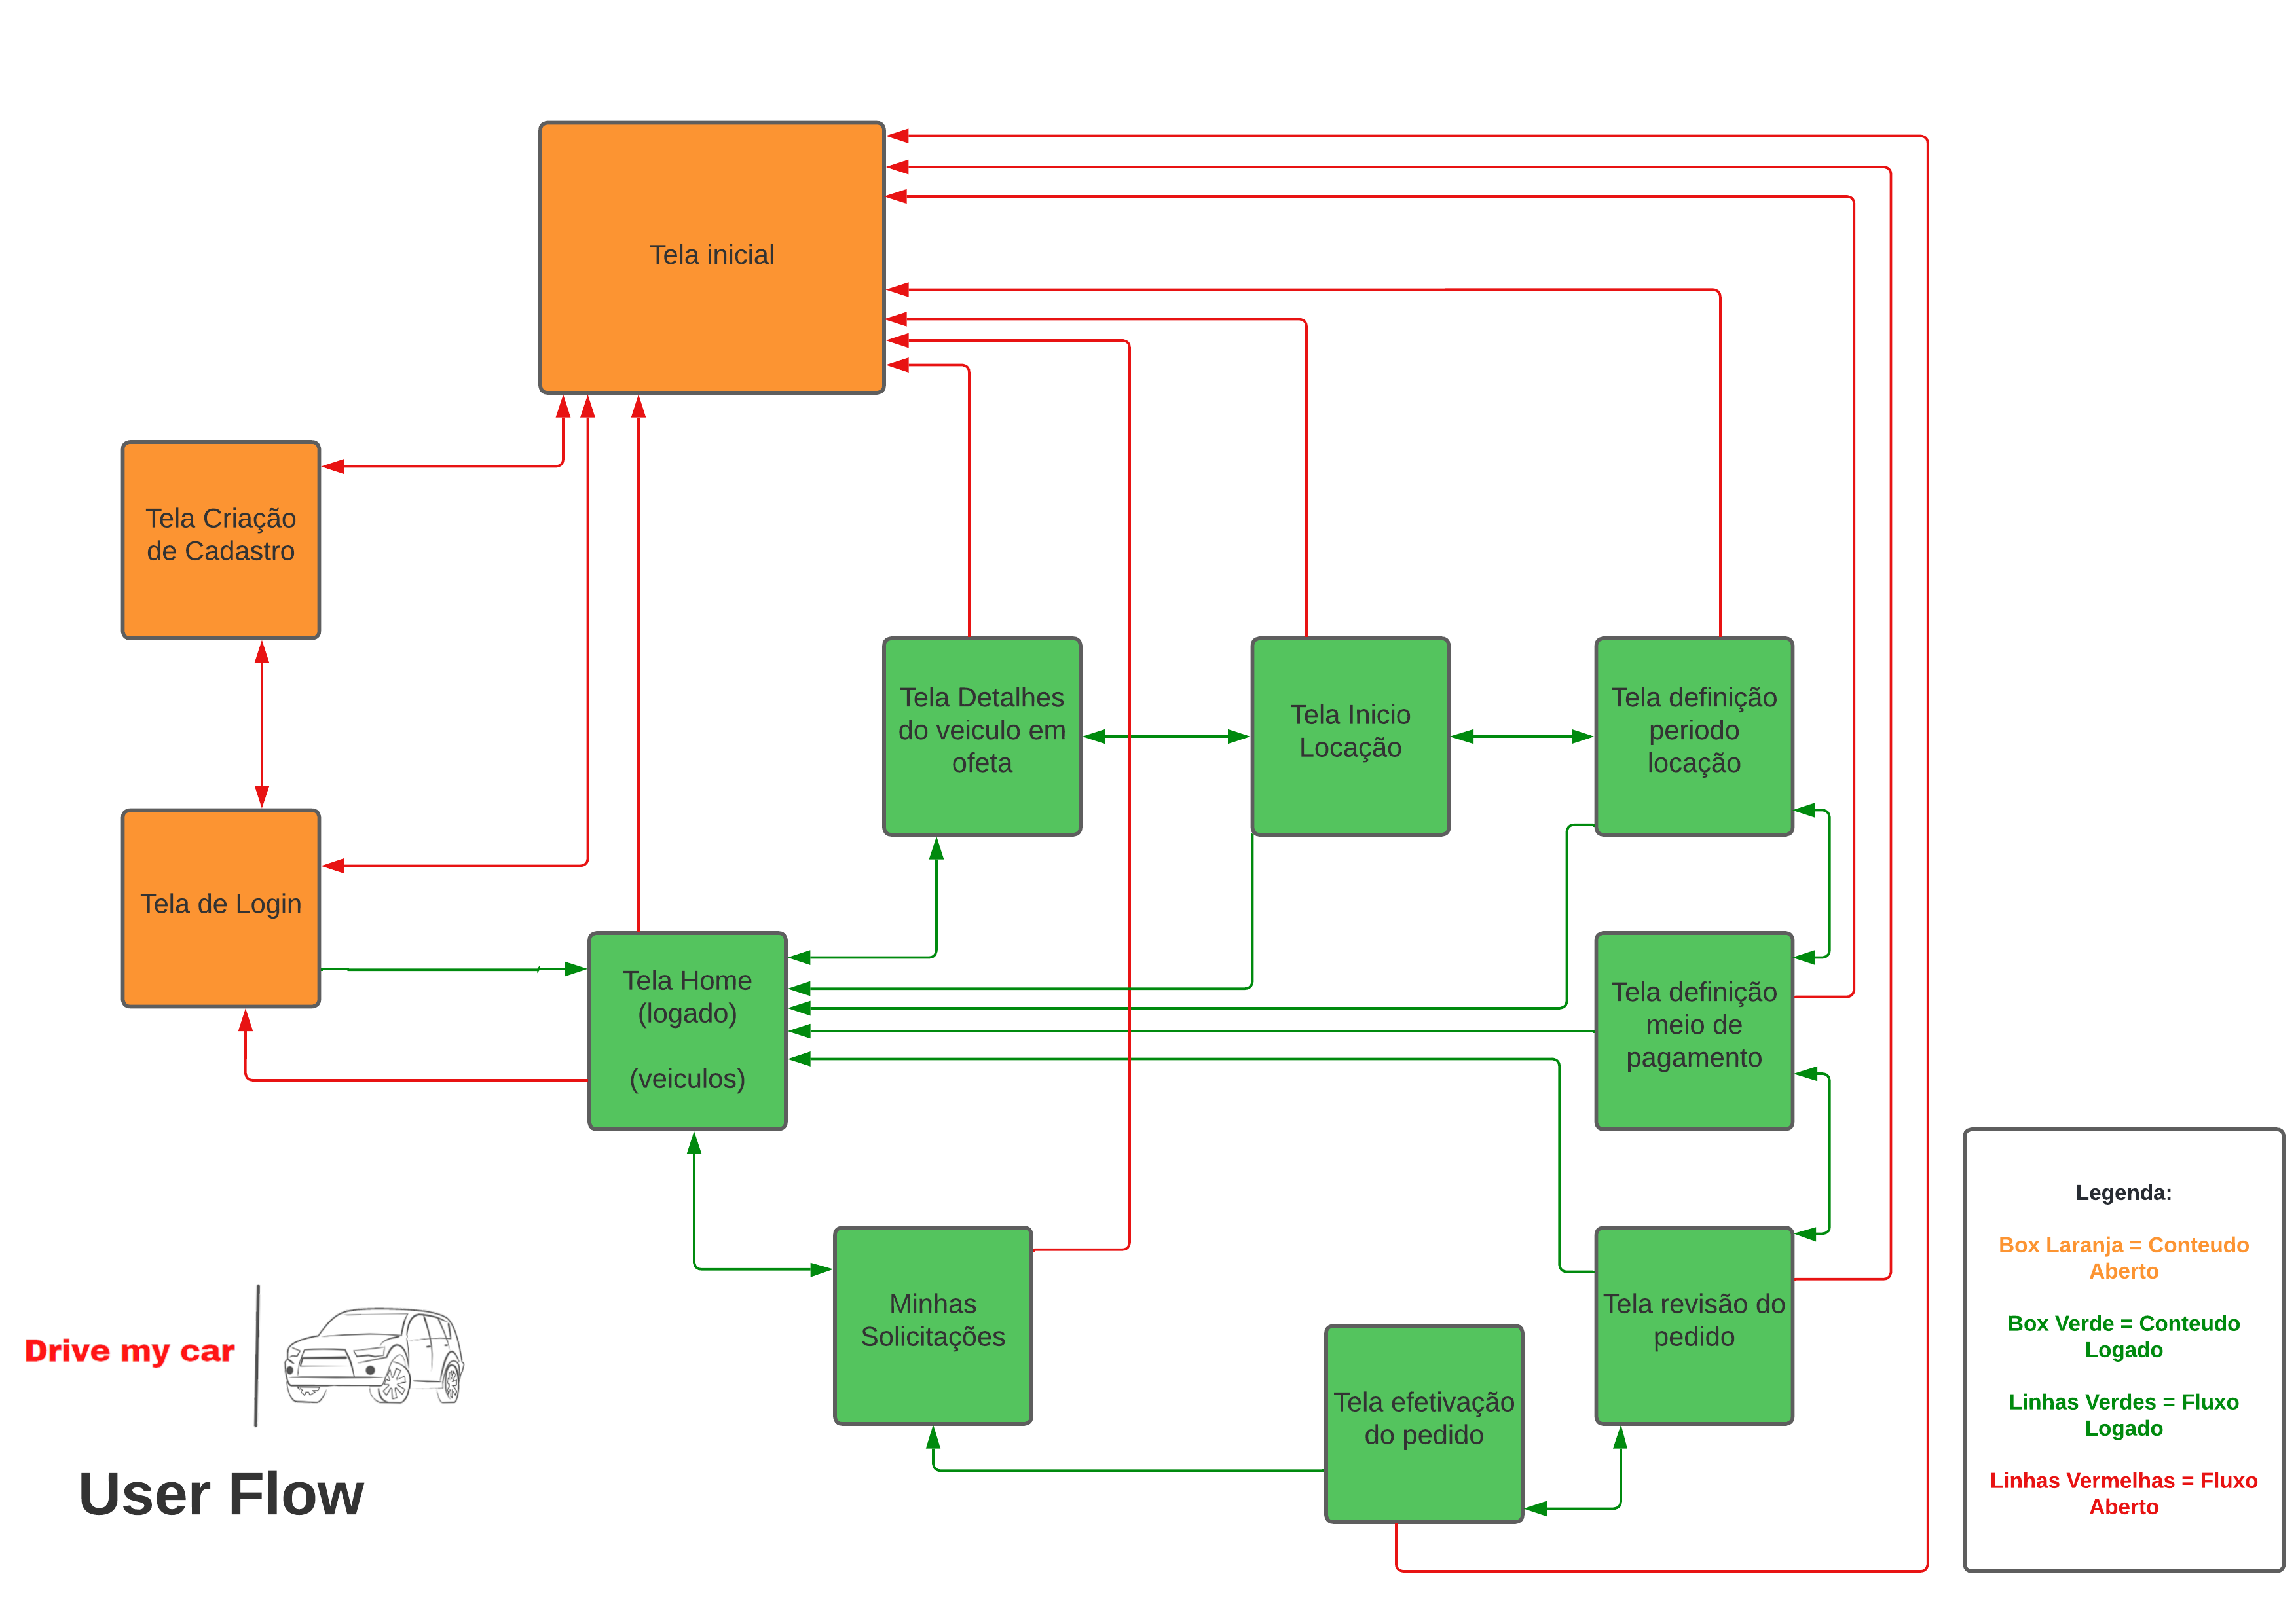 Tela inicial
Tela Criação
de Cadastro
Tela Detalhes
do veiculo em
ofeta
Tela Inicio
Locação
Tela definição
periodo
locação
Tela de Login
Tela Home
(logado)
(veiculos)
Tela definição
meio de
pagamento
Minhas
Solicitações
Tela revisão do
pedido
Tela efetivação
do pedido
Drive my car
User Flow
Legenda:
Box Laranja = Conteudo
Aberto
Box Verde = Conteudo
Logado
Linhas Verdes = Fluxo
Logado
Linhas Vermelhas = Fluxo
Aberto